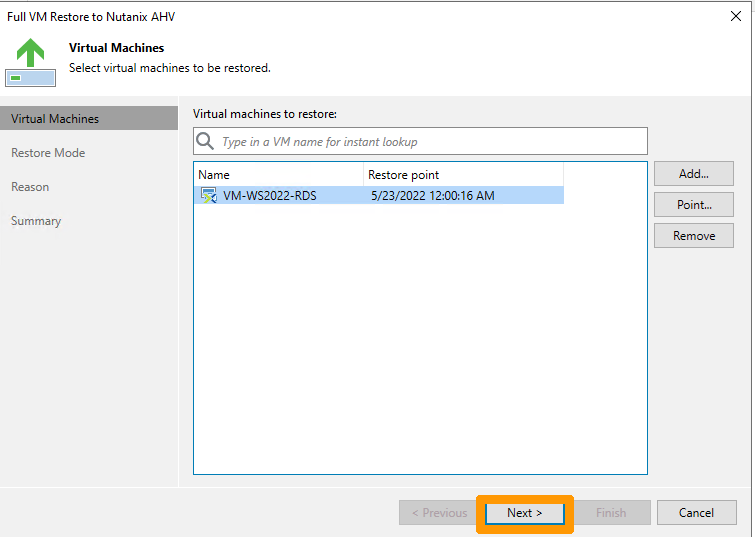 Full VM Restore to Nutanix AHV
Virtual Machines
Select virtual machines to be restored.
Virtual Machines
Restore Mode
Reason
Summary
Virtual machines to restore:
Type in a VM name for instant lookup
Name Restore point
VM-WS2022-RDS 5/23/2022 12:00:16 AM
Add...
Point...
Remove
< Previous Next > Finish Cancel